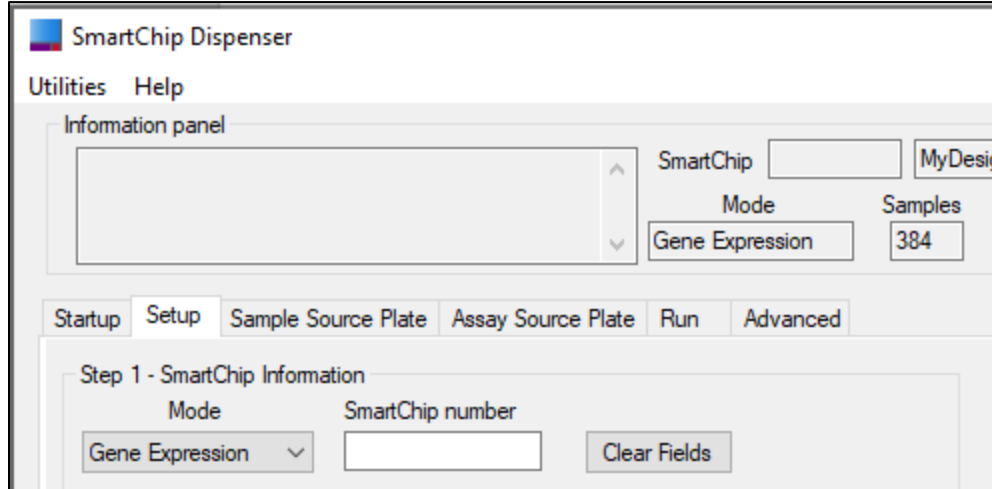 SmartChip Dispenser
Utilities Help
Information panel
SmartChip MyDesig
Mode Samples
Gene Expression 384
Startup Setup Sample Source Plate Assay Source Plate Run Advanced
Step 1 - SmartChip Information
Mode SmartChip number
Gene Expression Clear Fields